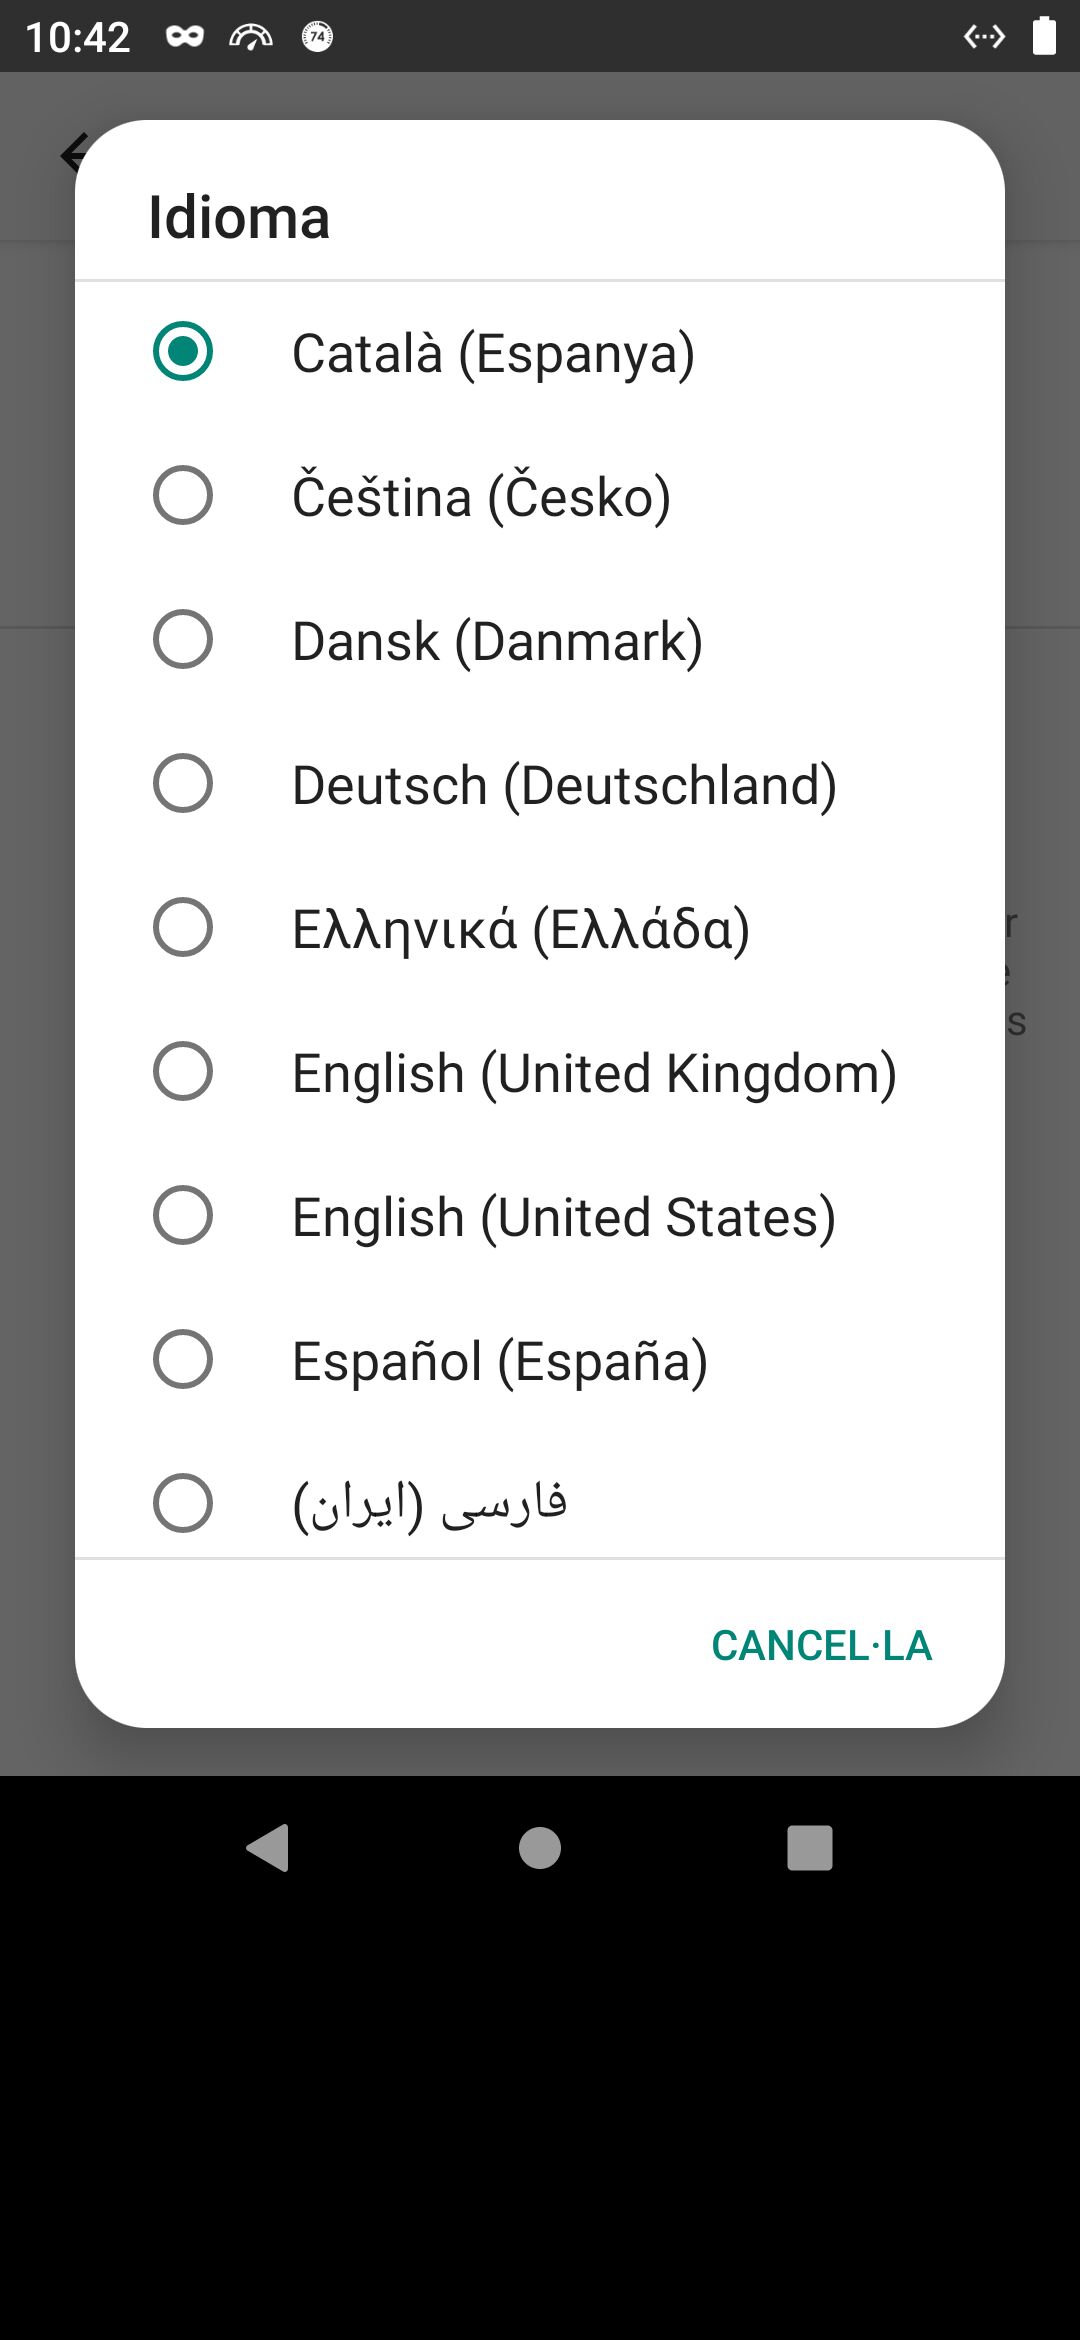 10:42
74
Idioma
Català (Espanya)
Čeština (Česko)
Dansk (Danmark)
Deutsch (Deutschland)
Ελληνικά (Ελλάδα)
English (United Kingdom)
English (United States)
Español (España)
فارسی (ایران)
CANCEL·LA